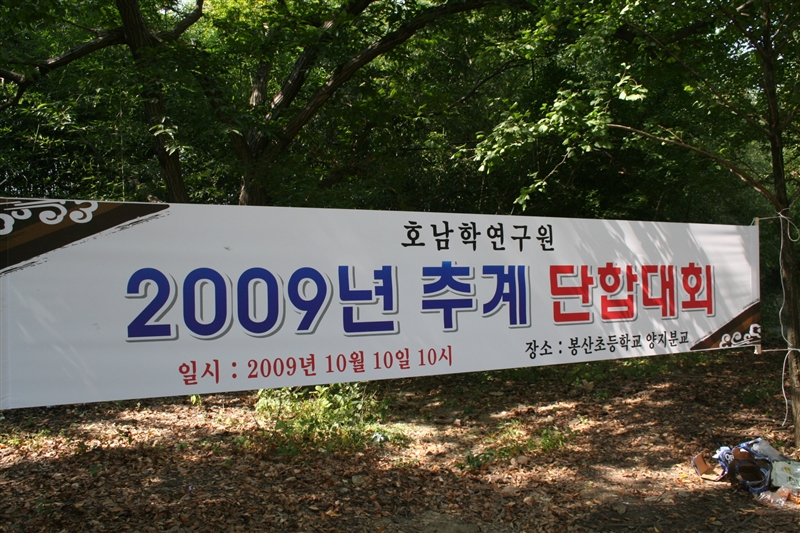 호남학연구원
2009년 추계 단합대회
일시 : 2009년 10월 10일 10시
장소 : 봉산초등학교 양지분교